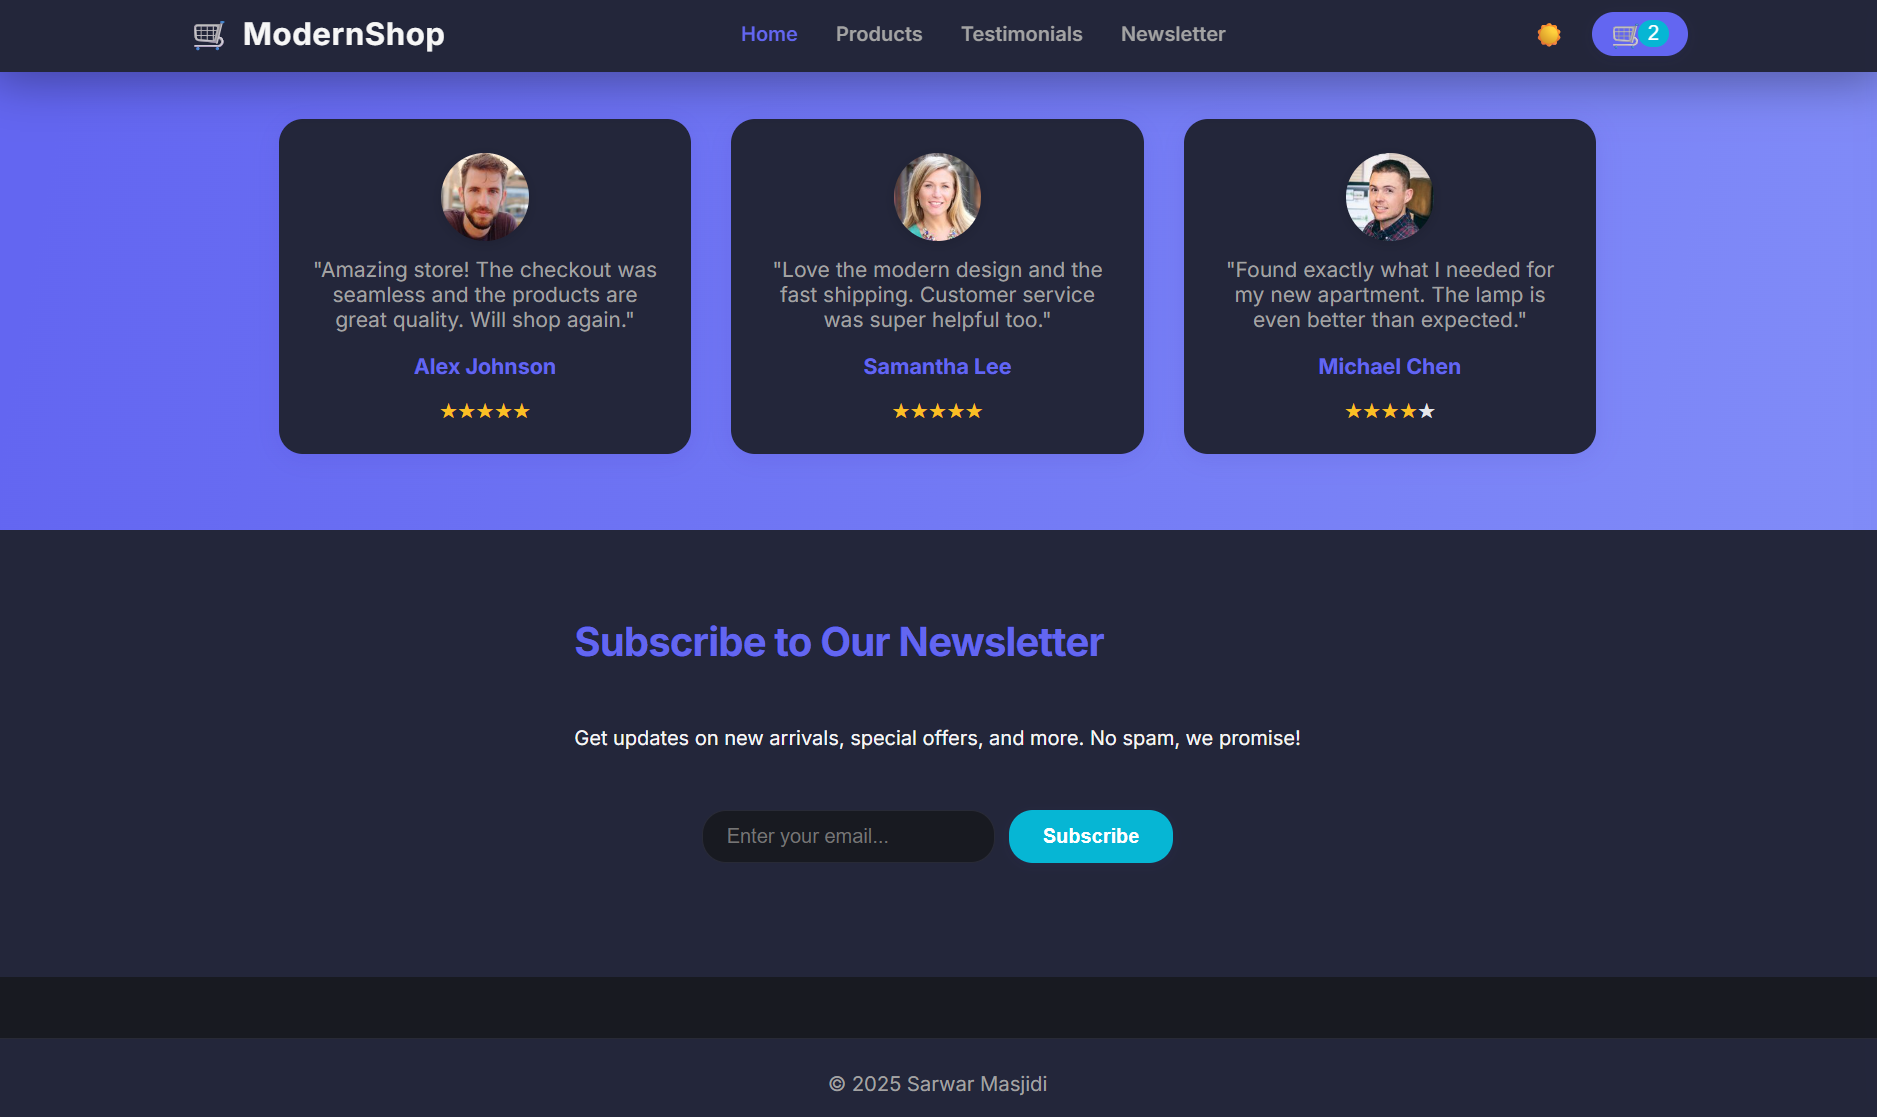 ModernShop
Home Products Testimonials Newsletter
2
"Amazing store! The checkout was
seamless and the products are
great quality. Will shop again."
Alex Johnson
★★★★★
"Love the modern design and the
fast shipping. Customer service
was super helpful too."
Samantha Lee
★★★★★
"Found exactly what I needed for
my new apartment. The lamp is
even better than expected."
Michael Chen
★★★★★
Subscribe to Our Newsletter
Get updates on new arrivals, special offers, and more. No spam, we promise!
Enter your email...
Subscribe
© 2025 Sarwar Masjidi